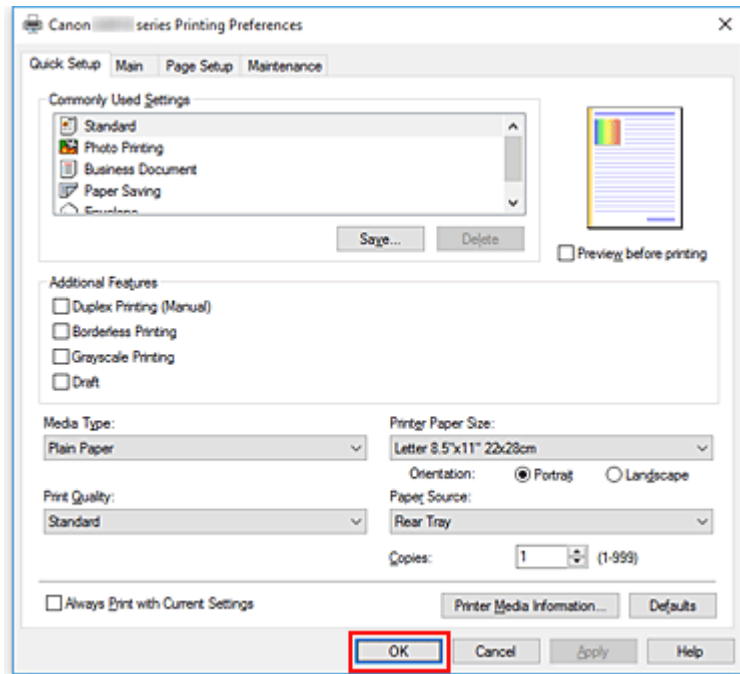 Canon series Printing Preferences
Quick Setup Main Page Setup Maintenance
Commonly Used Settings
Standard
Photo Printing
Business Document
Paper Saving
Envelope
Save... Delete
Preview before printing
Additional Features
Duplex Printing (Manual)
Borderless Printing
Grayscale Printing
Draft
Media Type: Printer Paper Size:
Plain Paper Letter 8.5"x11" 22x28cm
Orientation: Portrait Landscape
Print Quality: Paper Source:
Standard Rear Tray
Copies: 1 (1-999)
Always Print with Current Settings Printer Media Information... Defaults
OK Cancel Apply Help